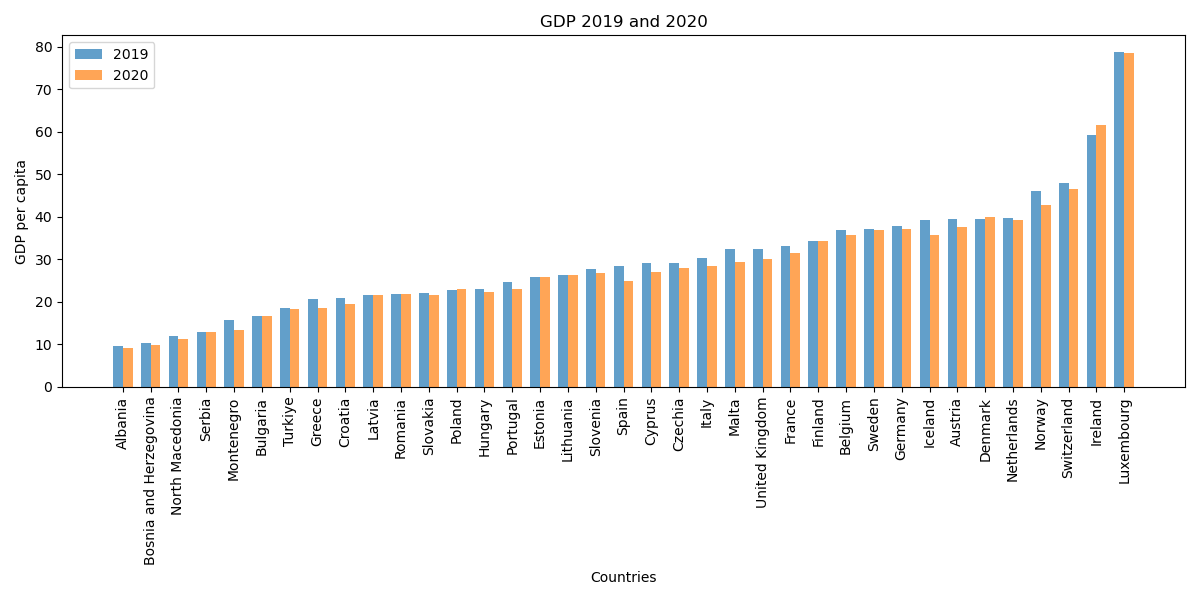 GDP 2019 and 2020
2019
2020
GDP per capita
80
70
60
50
40
30
20
10
0
Albania
Bosnia and Herzegovina
North Macedonia
Serbia
Montenegro
Bulgaria
Turkiye
Greece
Croatia
Latvia
Romania
Slovakia
Poland
Hungary
Portugal
Estonia
Lithuania
Slovenia
Spain
Cyprus
Czechia
Italy
Malta
United Kingdom
France
Finland
Belgium
Sweden
Germany
Iceland
Austria
Denmark
Netherlands
Norway
Switzerland
Ireland
Luxembourg
Countries